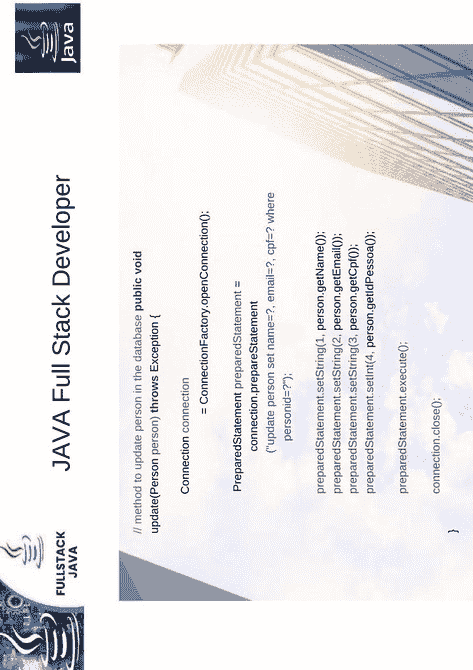 FULLSTACK
JAVA
JAVA Full Stack Developer
Java
// method to update person in the database public void
update(Person person) throws Exception {
Connection connection
= ConnectionFactory.openConnection();
PreparedStatement preparedStatement =
connection.prepareStatement
("update person set name=?, email=?, cpf=? where
personid=?");
preparedStatement.setString(1, person.getName());
preparedStatement.setString(2, person.getEmail());
preparedStatement.setString(3, person.getCpf());
preparedStatement.setInt(4, person.getIdPessoa());
preparedStatement.execute();
connection.close();
}